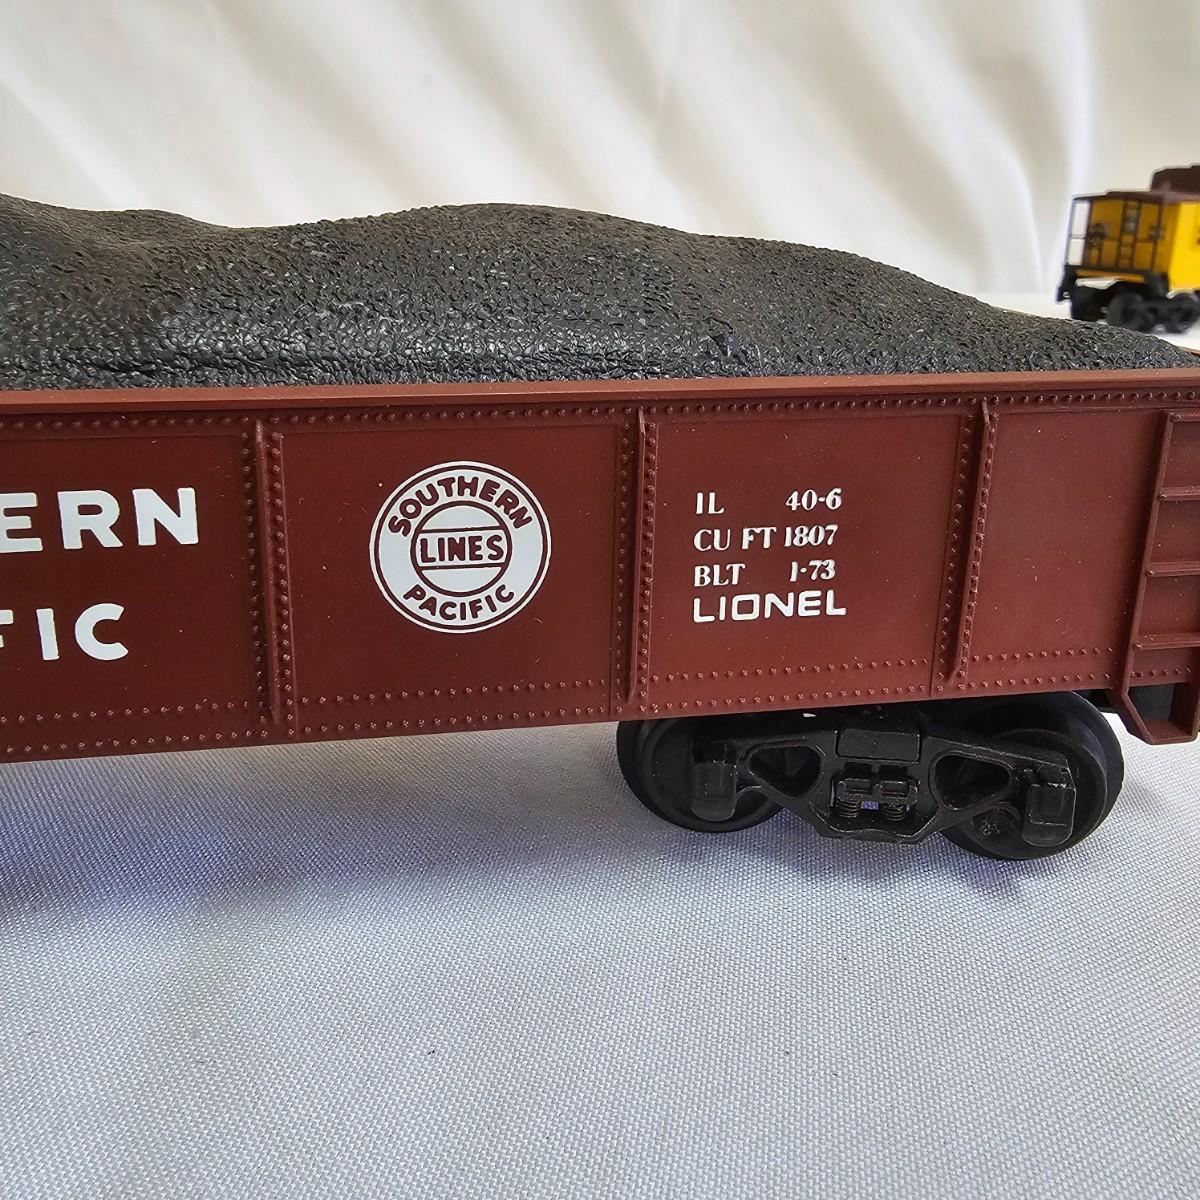 ERN
FIC
SOUTHERN
LINES
PACIFIC
IL 40-6
CU FT 1807
BLT 1-73
LIONEL